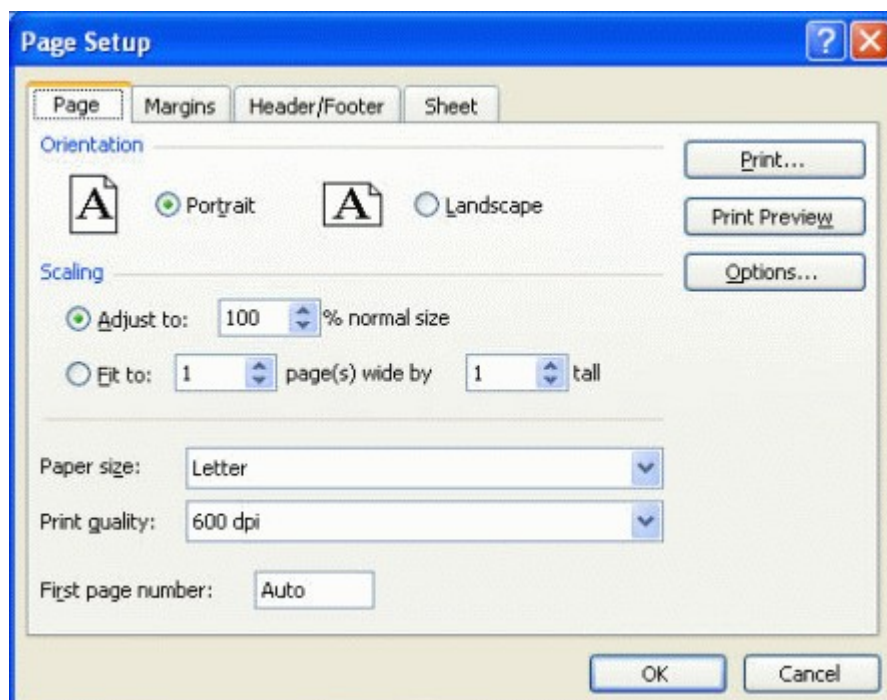 Page Setup
Page Margins Header/Footer Sheet
Orientation
Print...
A Portrait A Landscape
Print Preview
Scaling
Options...
Adjust to: 100 % normal size
Fit to: 1 page(s) wide by 1 tall
Paper size: Letter
Print quality: 600 dpi
First page number: Auto
OK Cancel